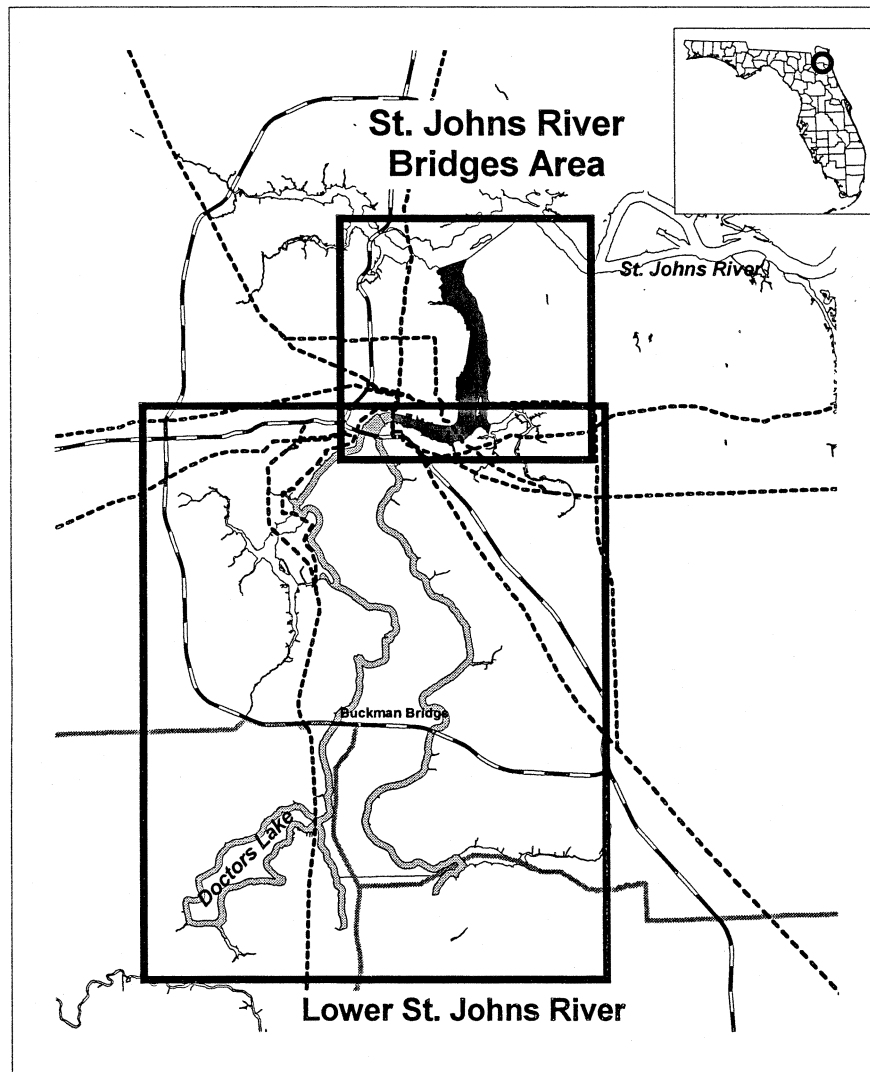 St. Johns River
Bridges Area
St. Johns River
Buckman Bridge
Doctors Lake
Lower St. Johns River